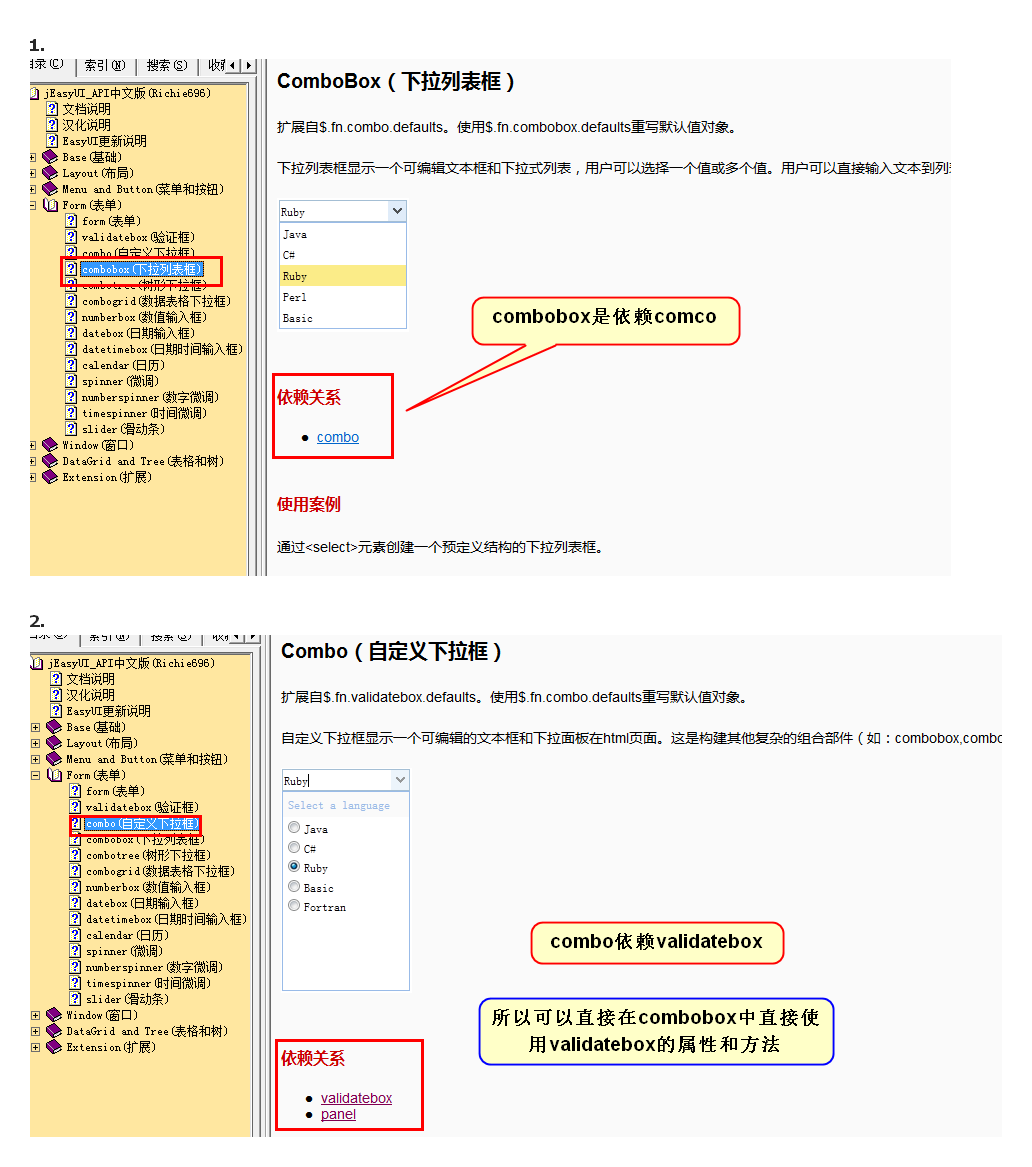 1.
索引(N) 搜索(S)
ComboBox（下拉列表框）
jEasyUI_API中文版(Richie696)
文档说明
扩展自$.fn.combo.defaults。使用$.fn.combobox.defaults重写默认值对象。
汉化说明
EasyUI更新说明
Base(基础)
下拉列表框显示一个可编辑文本框和下拉式列表，用户可以选择一个值或多个值。用户可以直接输入文本到列
Layout(布局)
Menu and Button(菜单和按钮)
Form(表单)
form(表单)
validatebox(验证框)
combo(自定义下拉框)
combobox(下拉列表框)
combotree(树形下拉框)
combogrid(数据表格下拉框)
numberbox(数值输入框)
datebox(日期输入框)
datetimebox(日期时间输入框)
calendar(日历)
spinner(微调)
numberspinner(数字微调)
timespinner(时间微调)
slider(滑动条)
Window(窗口)
DataGrid and Tree(表格和树)
Extension(扩展)
Ruby
Java
C#
Ruby
Perl
Basic
combobox是依赖comco
依赖关系
combo
使用案例
通过<select>元素创建一个预定义结构的下拉列表框。
2.
Combo（自定义下拉框）
jEasyUI_API中文版(Richie696)
文档说明
汉化说明
EasyUI更新说明
Base(基础)
Layout(布局)
Menu and Button(菜单和按钮)
Form(表单)
form(表单)
validatebox(验证框)
combo(自定义下拉框)
combobox(下拉列表框)
combotree(树形下拉框)
combogrid(数据表格下拉框)
numberbox(数值输入框)
datebox(日期输入框)
datetimebox(日期时间输入框)
calendar(日历)
spinner(微调)
numberspinner(数字微调)
timespinner(时间微调)
slider(滑动条)
Window(窗口)
DataGrid and Tree(表格和树)
Extension(扩展)
扩展自$.fn.validatebox.defaults。使用$.fn.combo.defaults重写默认值对象。
自定义下拉框显示一个可编辑的文本框和下拉面板在html页面。这是构建其他复杂的组合部件（如：combobox,combo
Ruby
Select a language
Java
C#
Ruby
Basic
Fortran
combo依赖validatebox
所以可以直接在combobox中直接使
用validatebox的属性和方法
依赖关系
validatebox
panel